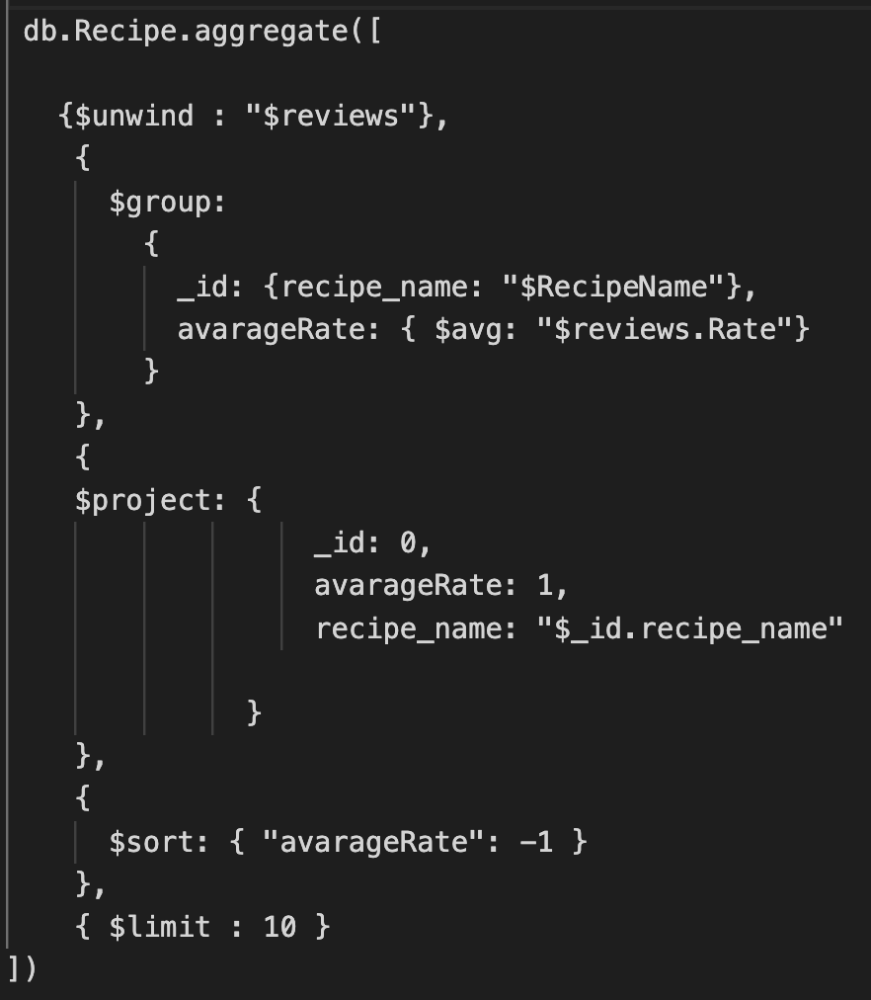 db.Recipe.aggregate([
{$unwind : "$reviews"},
{
$group:
{
_id: {recipe_name: "$RecipeName"},
avarageRate: { $avg: "$reviews.Rate"}
}
},
{
$project: {
_id: 0,
avarageRate: 1,
recipe_name: "$_id.recipe_name"
}
},
{
$sort: { "avarageRate": -1 }
},
{ $limit : 10 }
])